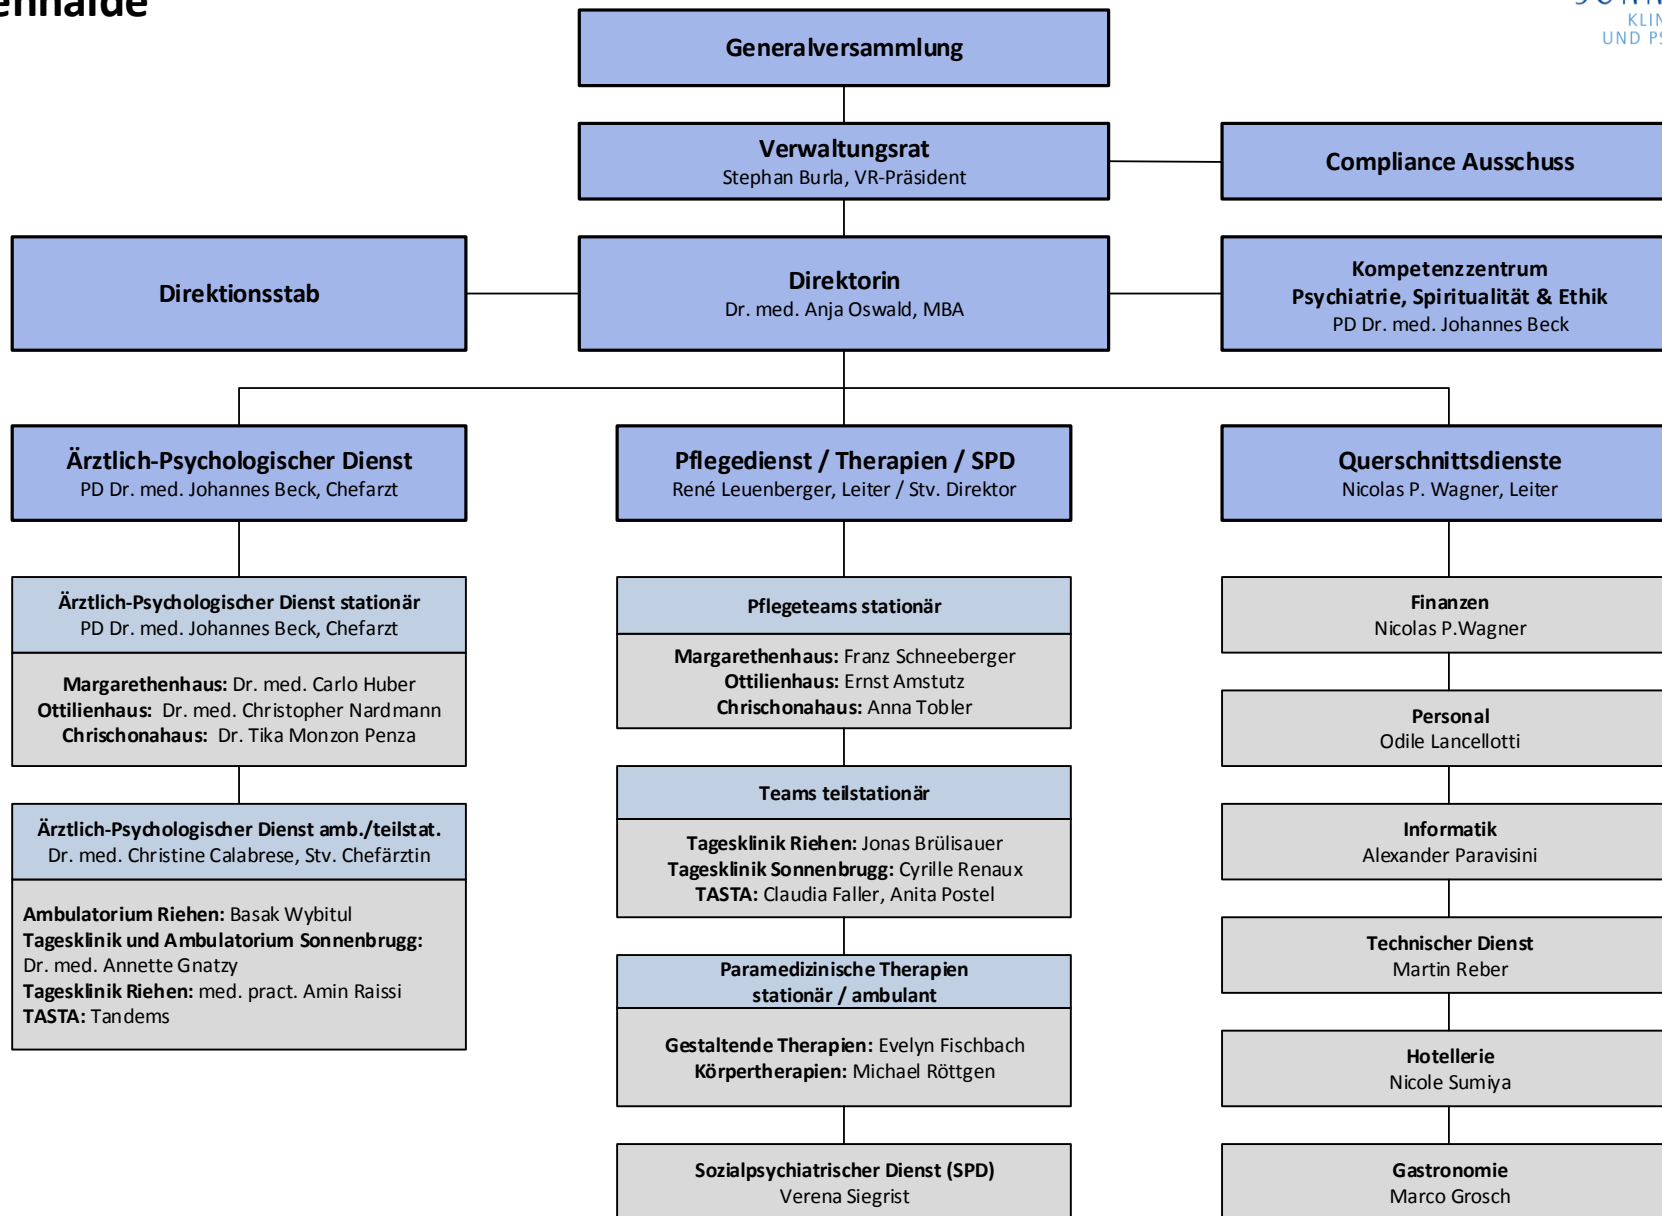 enhalde
KLIN
UND PS
Generalversammlung
Verwaltungsrat
Stephan Burla, VR-Präsident
Compliance Ausschuss
Direktionsstab
Direktorin
Dr. med. Anja Oswald, MBA
Kompetenzzentrum
Psychiatrie, Spiritualität & Ethik
PD Dr. med. Johannes Beck
Ärztlich-Psychologischer Dienst
PD Dr. med. Johannes Beck, Chefarzt
Ärztlich-Psychologischer Dienst stationär
PD Dr. med. Johannes Beck, Chefarzt
Margarethenhaus: Dr. med. Carlo Huber
Ottilienhaus: Dr. med. Christopher Nardmann
Chrischonahaus: Dr. Tika Monzon Penza
Ärztlich-Psychologischer Dienst amb./teilstat.
Dr. med. Christine Calabrese, Stv. Chefärztin
Ambulatorium Riehen: Basak Wybitul
Tagesklinik und Ambulatorium Sonnenbrugg:
Dr. med. Annette Gnatzy
Tagesklinik Riehen: med. pract. Amin Raissi
TASTA: Tandems
Pflegedienst / Therapien / SPD
René Leuenberger, Leiter / Stv. Direktor
Pflegeteams stationär
Margarethenhaus: Franz Schneeberger
Ottilienhaus: Ernst Amstutz
Chrischonahaus: Anna Tobler
Teams teilstationär
Tagesklinik Riehen: Jonas Brülisauer
Tagesklinik Sonnenbrugg: Cyrille Renaux
TASTA: Claudia Faller, Anita Postel
Paramedizinische Therapien
stationär / ambulant
Gestaltende Therapien: Evelyn Fischbach
Körpertherapien: Michael Röttgen
Sozialpsychiatrischer Dienst (SPD)
Verena Siegrist
Querschnittsdienste
Nicolas P. Wagner, Leiter
Finanzen
Nicolas P.Wagner
Personal
Odile Lancellotti
Informatik
Alexander Paravisini
Technischer Dienst
Martin Reber
Hotellerie
Nicole Sumiya
Gastronomie
Marco Grosch